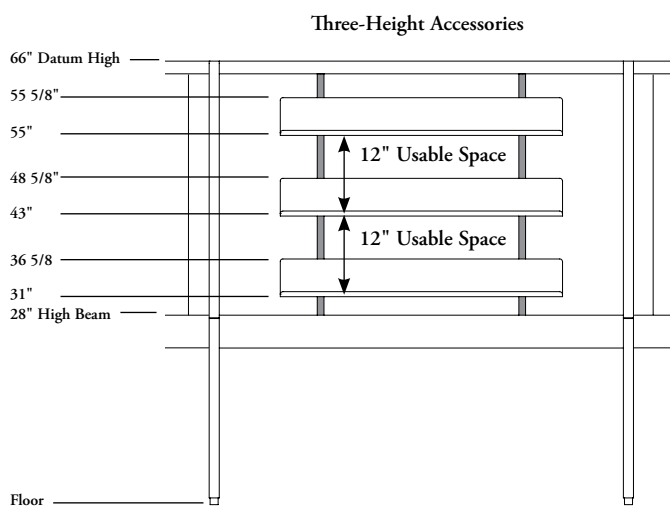 Three-Height Accessories
66" Datum High
55 5/8"
55"
12" Usable Space
48 5/8"
43"
12" Usable Space
36 5/8
31"
28" High Beam
Floor